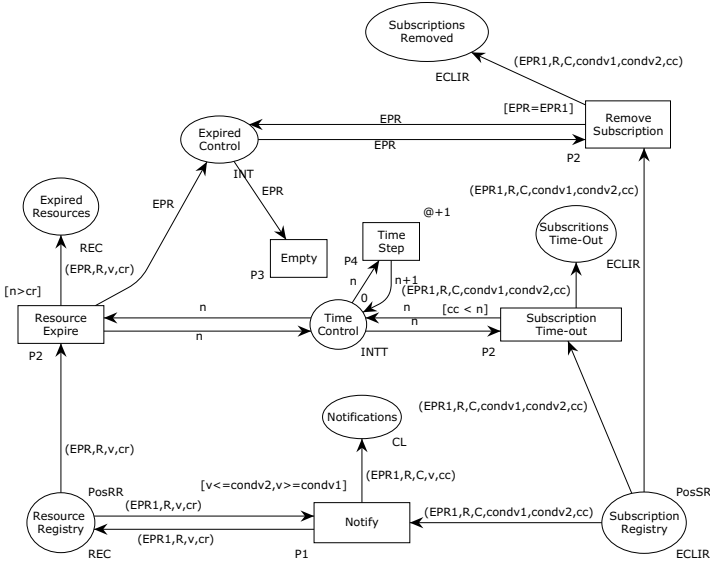 Subscriptions
Removed
(EPR1,R,C,condv1,condv2,cc)
ECLIR
[EPR=EPR1]
Remove
Subscription
P2
EPR
EPR
Expired
Control
INT
EPR
EPR
Expired
Resources
REC
(EPR,R,v,cr)
[n>cr]
Empty
P3
@+1
Time
Step
P4
n
n+1
0
(EPR1,R,C,condv1,condv2,cc)
Subscritions
Time-Out
ECLIR
(EPR1,R,C,condv1,condv2,cc)
Resource
Expire
P2
n
n
Time
Control
INTT
n
n
[cc < n]
Subscription
Time-out
P2
(EPR1,R,C,condv1,condv2,cc)
Notifications
CL
(EPR,R,v,cr)
(EPR1,R,C,v,cc)
[v<=condv2,v>=condv1]
PosRR
Resource
Registry
REC
(EPR1,R,v,cr)
(EPR1,R,v,cr)
Notify
P1
(EPR1,R,C,condv1,condv2,cc)
PosSR
Subscription
Registry
ECLIR